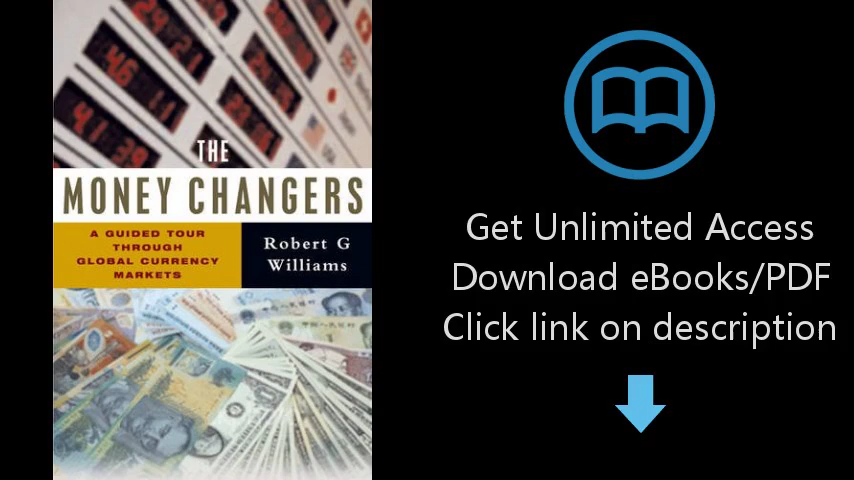 THE
MONEY CHANGERS
A GUIDED TOUR
THROUGH
GLOBAL CURRENCY
MARKETS
Robert G
Williams
Get Unlimited Access
Download eBooks/PDF
Click link on description